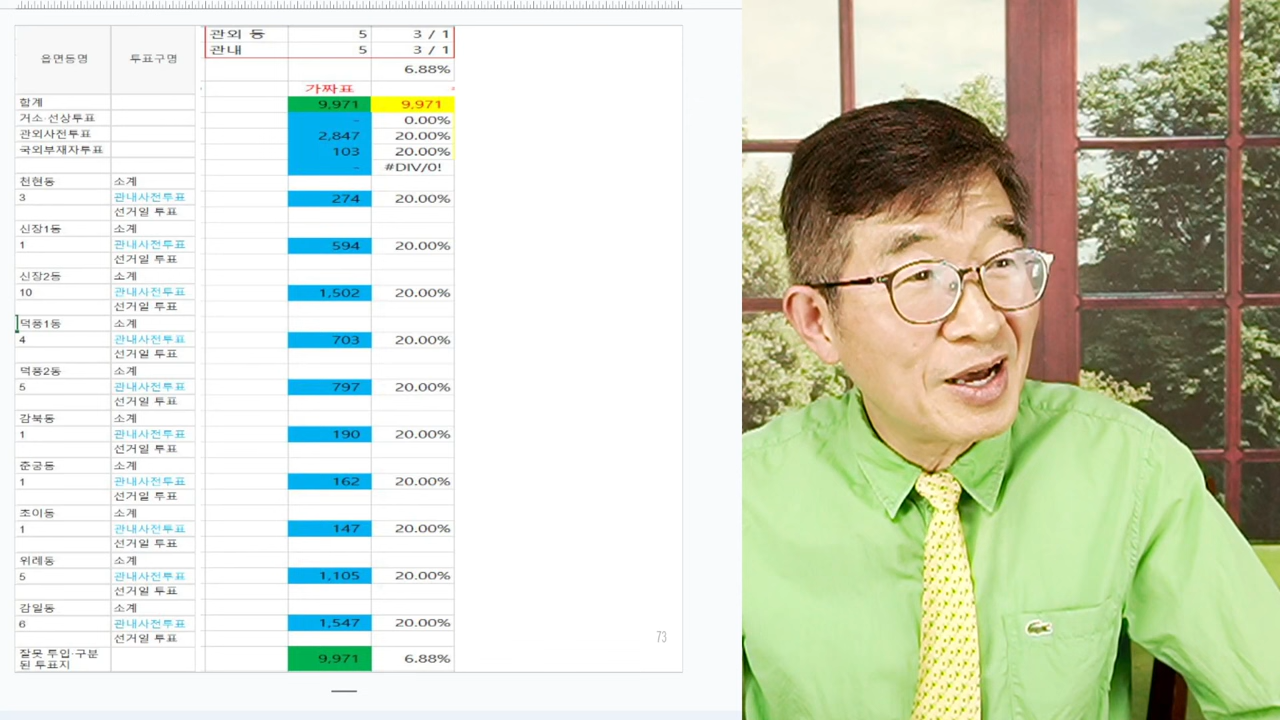 관외 등 5 3 / 1
관내 5 3 / 1
읍면동명 투표구명
6.88%
가짜표
합계 9,971 9,971
거소·선상투표 - 0.00%
관외사전투표 2,847 20.00%
국외부재자투표 103 20.00%
- #DIV/0!
천현동 소계
3 관내사전투표 274 20.00%
선거일 투표
신장1동 소계
1 관내사전투표 594 20.00%
선거일 투표
신장2동 소계
10 관내사전투표 1,502 20.00%
선거일 투표
덕풍1동 소계
4 관내사전투표 703 20.00%
선거일 투표
덕풍2동 소계
5 관내사전투표 797 20.00%
선거일 투표
감북동 소계
1 관내사전투표 190 20.00%
선거일 투표
춘궁동 소계
1 관내사전투표 162 20.00%
선거일 투표
초이동 소계
1 관내사전투표 147 20.00%
선거일 투표
위례동 소계
5 관내사전투표 1,105 20.00%
선거일 투표
감일동 소계
6 관내사전투표 1,547 20.00%
선거일 투표
73
잘못 투입·구분
된 투표지 9,971 6.88%